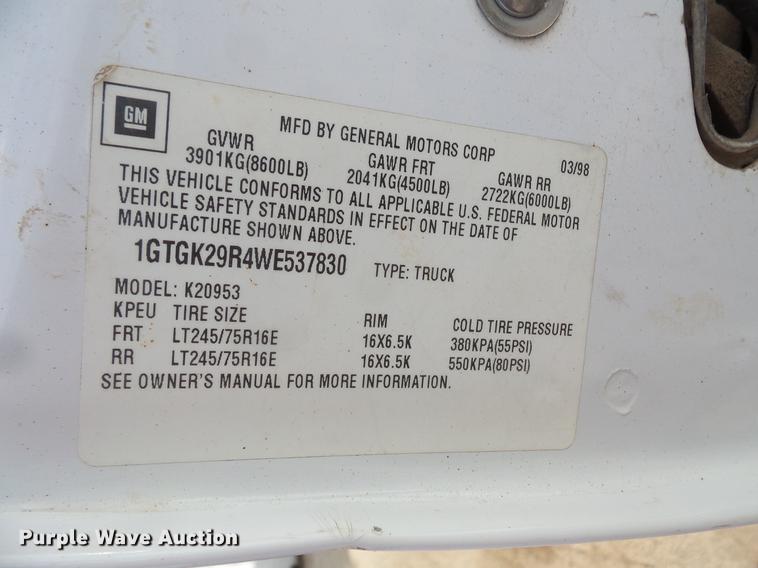 GM
MFD BY GENERAL MOTORS CORP 03/98
GVWR GAWR FRT GAWR RR
3901KG(8600LB) 2041KG(4500LB) 2722KG(6000LB)
THIS VEHICLE CONFORMS TO ALL APPLICABLE U.S. FEDERAL MOTOR
VEHICLE SAFETY STANDARDS IN EFFECT ON THE DATE OF
MANUFACTURE SHOWN ABOVE.
1GTGK29R4WE537830 TYPE: TRUCK
MODEL: K20953
KPEU TIRE SIZE RIM COLD TIRE PRESSURE
FRT LT245/75R16E 16X6.5K 380KPA(55PSI)
RR LT245/75R16E 16X6.5K 550KPA(80PSI)
SEE OWNER'S MANUAL FOR MORE INFORMATION.
Purple Wave Auction